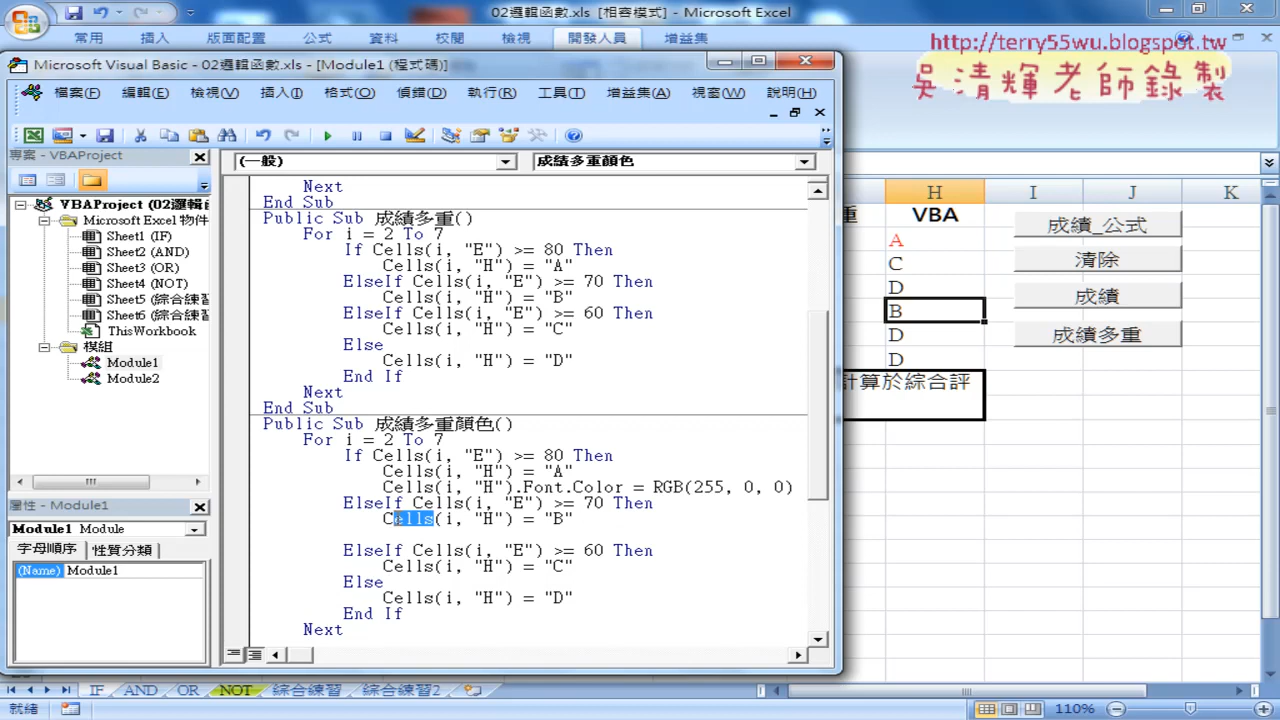 02邏輯函數.xls [相容模式] - Microsoft Excel
常用 插入 版面配置 公式 資料 校閱 檢視 開發人員 增益集
http://terry55wu.blogspot.tw
吳清輝老師錄製
Microsoft Visual Basic - 02邏輯函數.xls - [Module1 (程式碼)]
檔案(F) 編輯(E) 檢視(V) 插入(I) 格式(O) 偵錯(D) 執行(R) 工具(T) 增益集(A) 視窗(W) 說明(H)
專案 - VBAProject
(一般) 成績多重顏色
VBAProject (02邏輯
Microsoft Excel 物件
Sheet1 (IF)
Sheet2 (AND)
Sheet3 (OR)
Sheet4 (NOT)
Sheet5 (綜合練習
Sheet6 (綜合練習
ThisWorkbook
模組
Module1
Module2
屬性 - Module1
Module1 Module
字母順序 性質分類
(Name) Module1
Next
End Sub
Public Sub 成績多重()
For i = 2 To 7
If Cells(i, "E") >= 80 Then
Cells(i, "H") = "A"
ElseIf Cells(i, "E") >= 70 Then
Cells(i, "H") = "B"
ElseIf Cells(i, "E") >= 60 Then
Cells(i, "H") = "C"
Else
Cells(i, "H") = "D"
End If
Next
End Sub
Public Sub 成績多重顏色()
For i = 2 To 7
If Cells(i, "E") >= 80 Then
Cells(i, "H") = "A"
Cells(i, "H").Font.Color = RGB(255, 0, 0)
ElseIf Cells(i, "E") >= 70 Then
Cells(i, "H") = "B"
ElseIf Cells(i, "E") >= 60 Then
Cells(i, "H") = "C"
Else
Cells(i, "H") = "D"
End If
Next
H I J K
VBA
A
C
D
B
D
D
計算於綜合評
成績_公式
清除
成績
成績多重
IF AND OR NOT 綜合練習 綜合練習2
就緒 110%